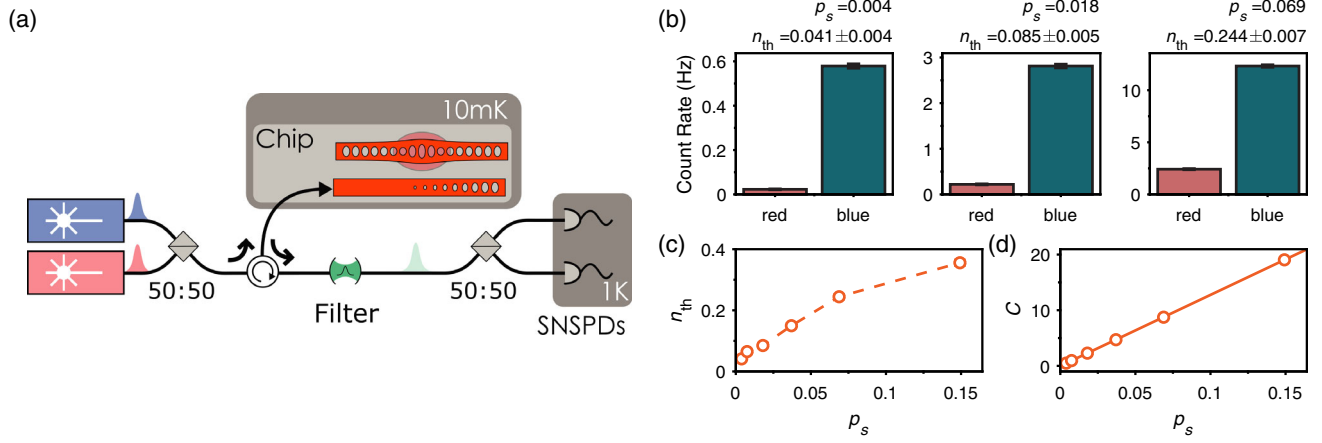 (a)
10mK
Chip
50:50
Filter
50:50
1K
SNSPDs
(b)
p_s =0.004
n_th =0.041±0.004
p_s =0.018
n_th =0.085±0.005
p_s =0.069
n_th =0.244±0.007
Count Rate (Hz)
0.6
0.4
0.2
0
red blue
3
2
1
0
red blue
10
5
0
red blue
(c)
n_th
0.4
0.2
0
0 0.05 0.1 0.15
p_s
(d)
C
20
10
0
0 0.05 0.1 0.15
p_s